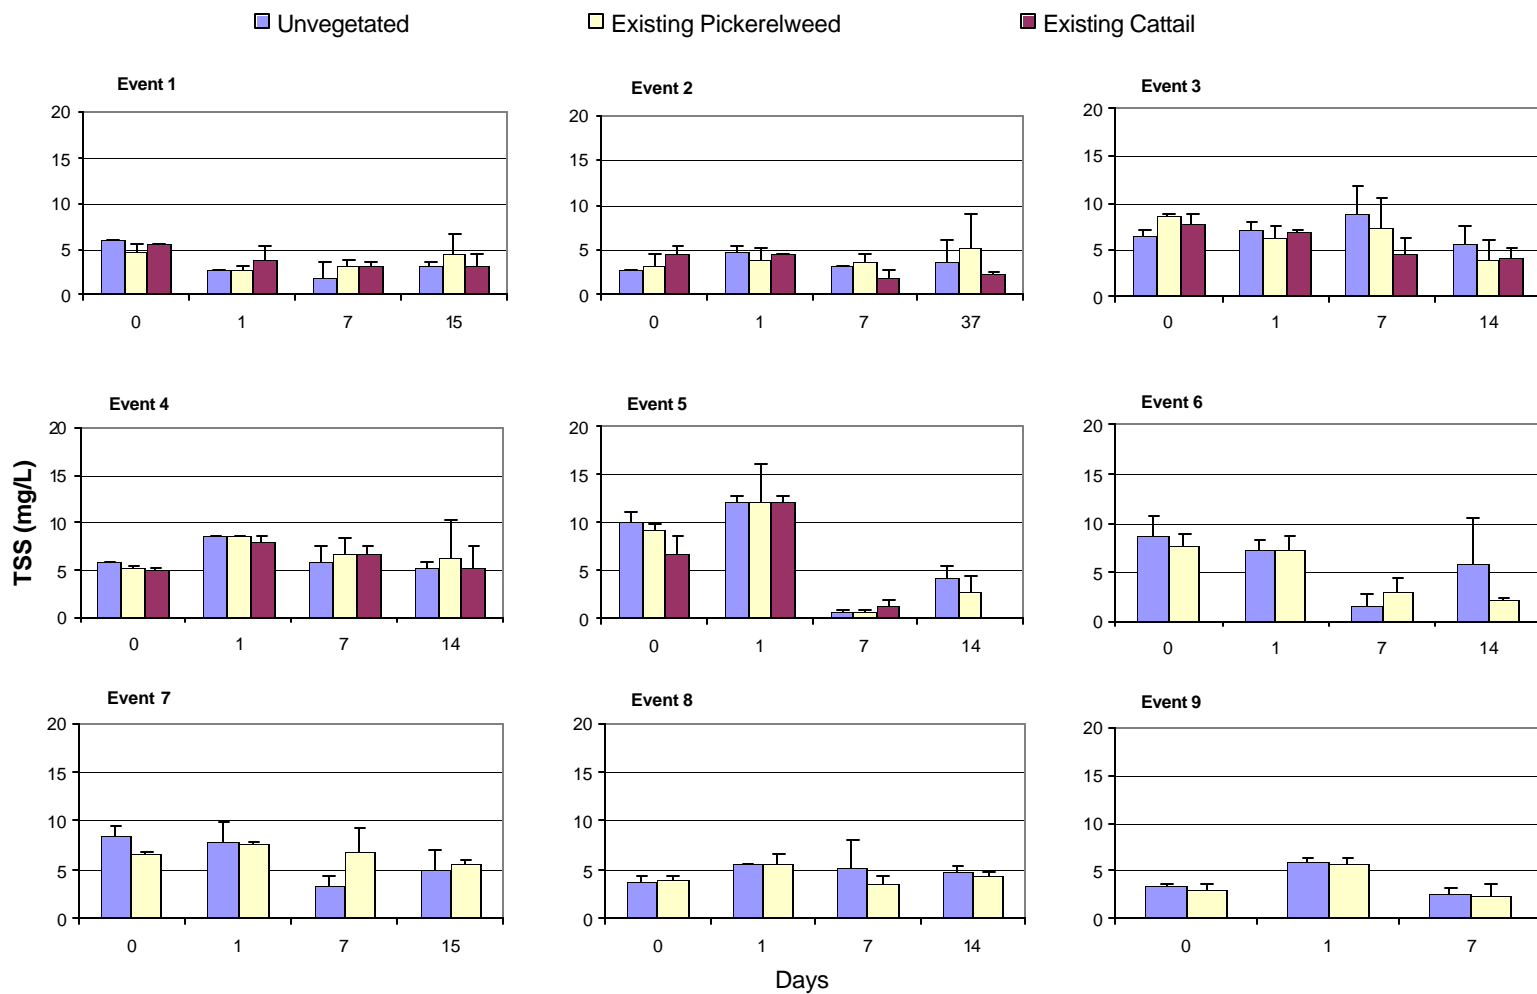 Unvegetated Existing Pickerelweed Existing Cattail
Event 1
20
15
10
5
0
0 1 7 15
Event 2
20
15
10
5
0
0 1 7 37
Event 3
20
15
10
5
0
0 1 7 14
TSS (mg/L)
Event 4
20
15
10
5
0
0 1 7 14
Event 5
20
15
10
5
0
0 1 7 14
Event 6
20
15
10
5
0
0 1 7 14
Event 7
20
15
10
5
0
0 1 7 15
Event 8
20
15
10
5
0
0 1 7 14
Event 9
20
15
10
5
0
0 1 7
Days